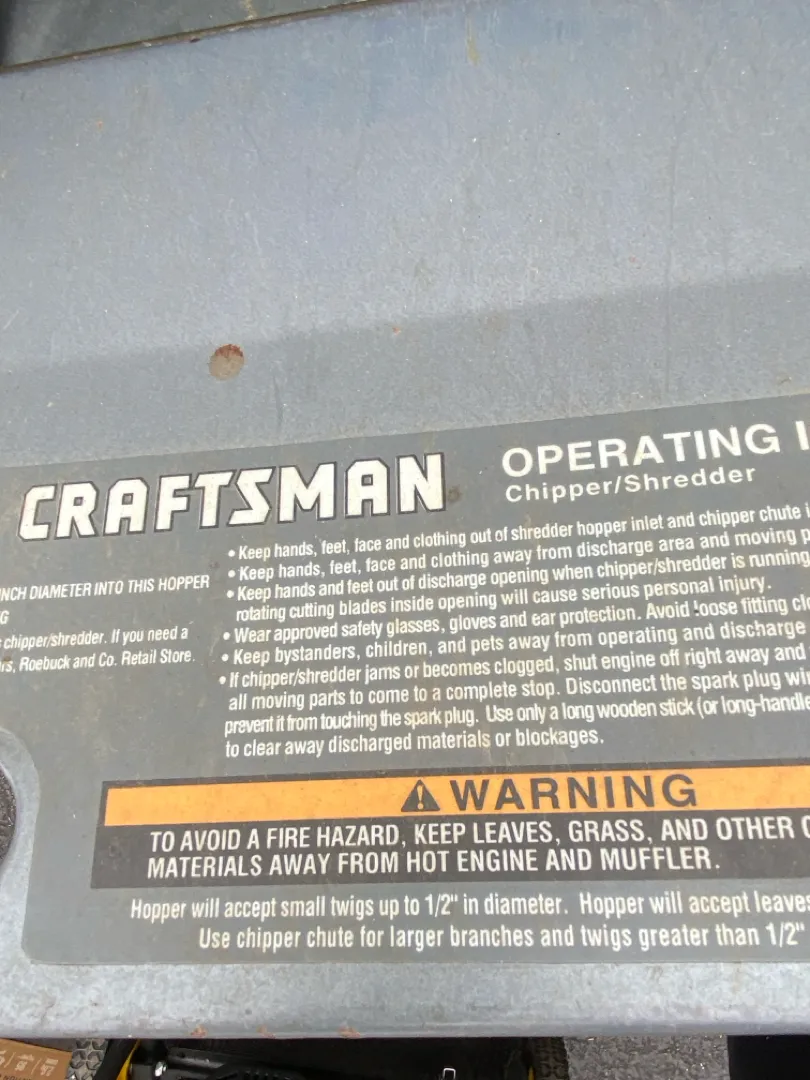 CRAFTSMAN
OPERATING
Chipper/Shredder
INCH DIAMETER INTO THIS HOPPER
chipper/shredder. If you need a
Roebuck and Co. Retail Store.
• Keep hands, feet, face and clothing out of shredder hopper inlet and chipper chute
• Keep hands, feet, face and clothing away from discharge area and moving
• Keep hands and feet out of discharge opening when chipper/shredder is running,
rotating cutting blades inside opening will cause serious personal injury.
• Wear approved safety glasses, gloves and ear protection. Avoid loose fitting
• Keep bystanders, children, and pets away from operating and discharge
• If chipper/shredder jams or becomes clogged, shut engine off right away and
all moving parts to come to a complete stop. Disconnect the spark plug
prevent it from touching the spark plug. Use only a long wooden stick (or
to clear away discharged materials or blockages.
WARNING
TO AVOID A FIRE HAZARD, KEEP LEAVES, GRASS, AND OTHER
MATERIALS AWAY FROM HOT ENGINE AND MUFFLER.
Hopper will accept small twigs up to 1/2" in diameter. Hopper will accept leaves
Use chipper chute for larger branches and twigs greater than 1/2"